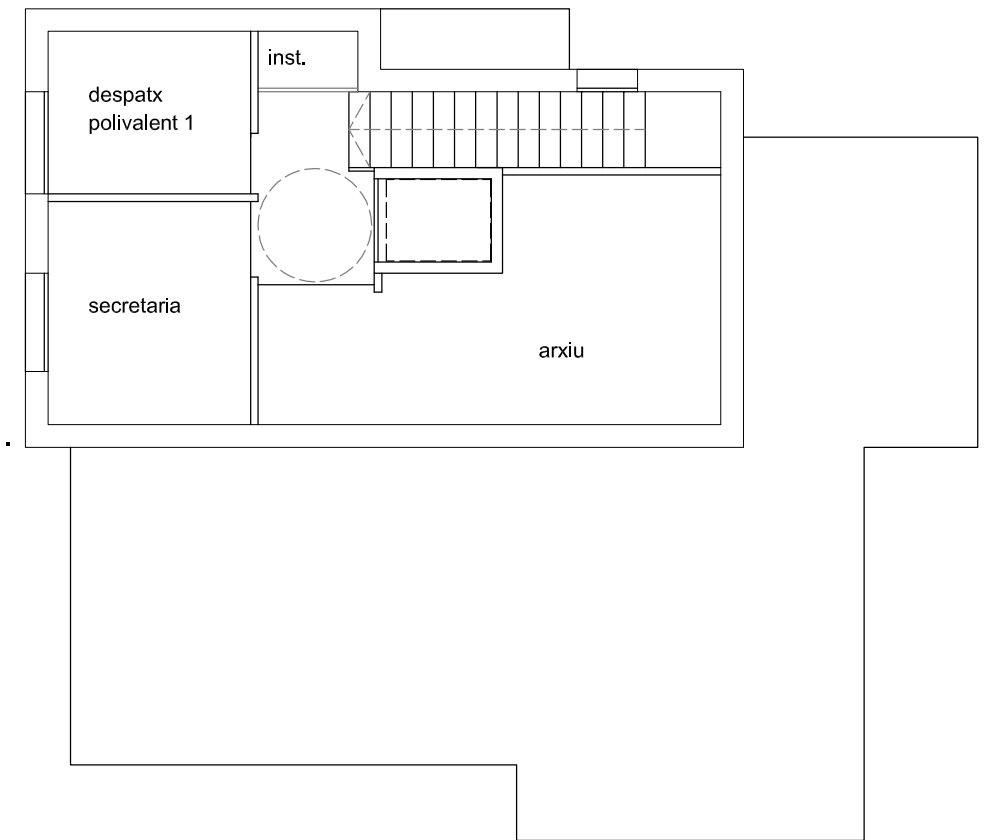 inst.
despatx
polivalent 1
secretaria
arxiu